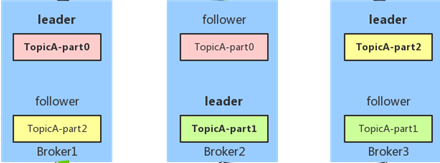 leader
TopicA-part0
follower
TopicA-part2
Broker1
follower
TopicA-part0
leader
TopicA-part1
Broker2
leader
TopicA-part2
follower
TopicA-part1
Broker3